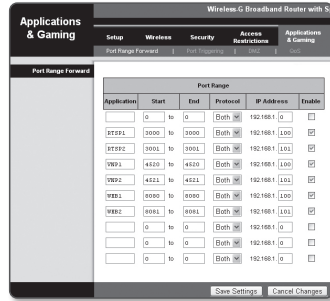 Wireless-G Broadband Router with S
Applications & Gaming
Setup Wireless Security Access Restrictions Applications & Gaming
Port Range Forward | Port Triggering | DMZ | QoS
Port Range Forward
Port Range
Application Start End Protocol IP Address Enable
0 to 0 Both 192.168.1. 0
RTSP1 3000 to 3000 Both 192.168.1. 100
RTSP2 3001 to 3001 Both 192.168.1. 101
VNP1 4520 to 4520 Both 192.168.1. 100
VNP2 4521 to 4521 Both 192.168.1. 101
WEB1 8080 to 8080 Both 192.168.1. 100
WEB2 8081 to 8081 Both 192.168.1. 101
0 to 0 Both 192.168.1. 0
0 to 0 Both 192.168.1. 0
0 to 0 Both 192.168.1. 0
Save Settings Cancel Changes